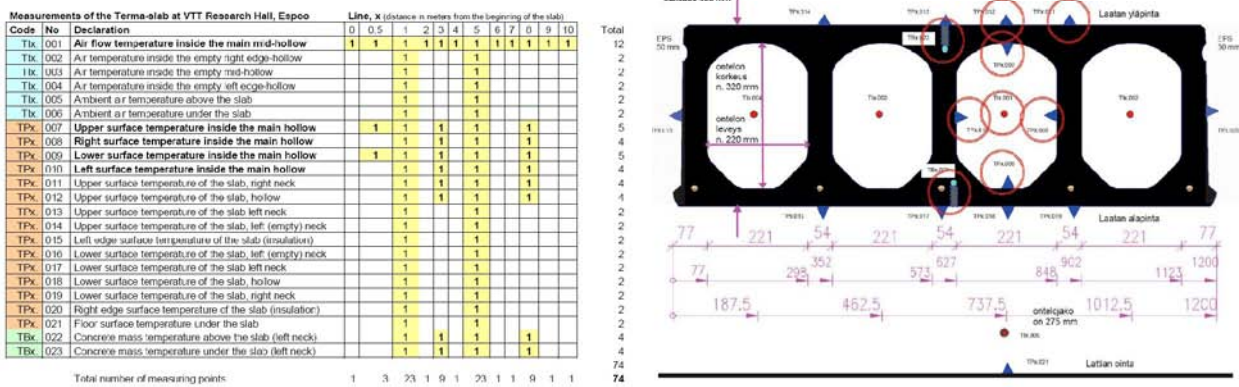 Measurements of the Terma-slab at VTT Research Hall, Espoo Line, x (distance in meters from the beginning of the slab)
Code No Declaration 0 0,5 1 2 3 4 5 6 7 8 9 10 Total
TIx. 001 Air flow temperature inside the main mid-hollow 1 1 1 1 1 1 1 1 1 1 1 1 12
TIx. 002 Air temperature inside the empty right edge-hollow 1 1 2
TIx. 003 Air temperature inside the empty mid-hollow 1 1 2
TIx. 004 Air temperature inside the empty left edge-hollow 1 1 2
TIx. 005 Ambient air temperature above the slab 1 1 2
TIx. 006 Ambient air temperature under the slab 1 1 2
TPx. 007 Upper surface temperature inside the main hollow 1 1 1 1 1 5
TPx. 008 Right surface temperature inside the main hollow 1 1 1 1 4
TPx. 009 Lower surface temperature inside the main hollow 1 1 1 1 1 5
TPx. 010 Left surface temperature inside the main hollow 1 1 1 1 4
TPx. 011 Upper surface temperature of the slab, right neck 1 1 1 1 4
TPx. 012 Upper surface temperature of the slab, hollow 1 1 1 1 4
TPx. 013 Upper surface temperature of the slab left neck 1 1 2
TPx. 014 Upper surface temperature of the slab, left (empty) neck 1 1 2
TPx. 015 Left edge surface temperature of the slab (insulation) 1 1 2
TPx. 016 Lower surface temperature of the slab, left (empty) neck 1 1 2
TPx. 017 Lower surface temperature of the slab left neck 1 1 2
TPx. 018 Lower surface temperature of the slab, hollow 1 1 2
TPx. 019 Lower surface temperature of the slab, right neck 1 1 2
TPx. 020 Right edge surface temperature of the slab (insulation) 1 1 2
TPx. 021 Floor surface temperature under the slab 1 1 2
TBx. 022 Concrete mass temperature above the slab (left neck) 1 1 1 1 4
TBx. 023 Concrete mass temperature under the slab (left neck) 1 1 1 1 4
74
Total number of measuring points 1 3 23 1 9 1 23 1 1 9 1 1 74
Laatan yläpinta
EPS
50 mm
ontelon
korkeus
n. 320 mm
ontelon
leveys
n. 220 mm
Laatan alapinta
77 221 54 221 54 221 54 221 77
77 298 352 573 627 848 902 1123 1200
187,5 462,5 737,5 1012,5 1200
ontelojako
on 275 mm
TPx.021